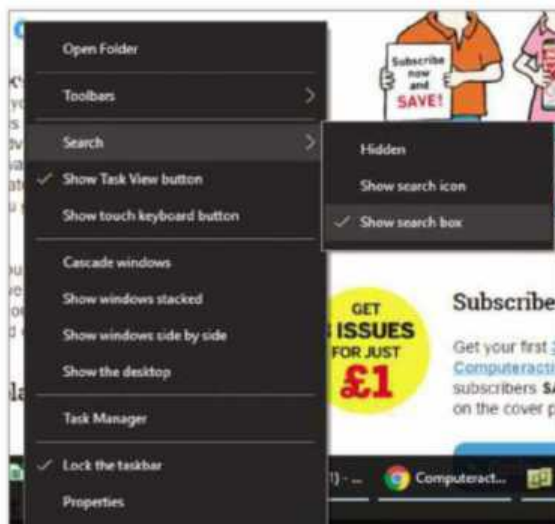 Open Folder
Toolbars
Search
Show Task View button
Show touch keyboard button
Cascade windows
Show windows stacked
Show windows side by side
Show the desktop
Task Manager
Lock the taskbar
Properties
Hidden
Show search icon
Show search box
Subscribe
now
and
SAVE!
GET
ISSUES
FOR JUST
£1
Subscribe
Get your first
subscribers
on the cover
Computeract...